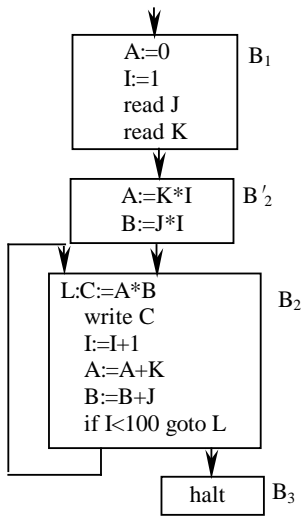 A:=0
I:=1
read J
read K
B₁
A:=K*I
B:=J*I
B′₂
L:C:=A*B
write C
I:=I+1
A:=A+K
B:=B+J
if I<100 goto L
B₂
halt
B₃